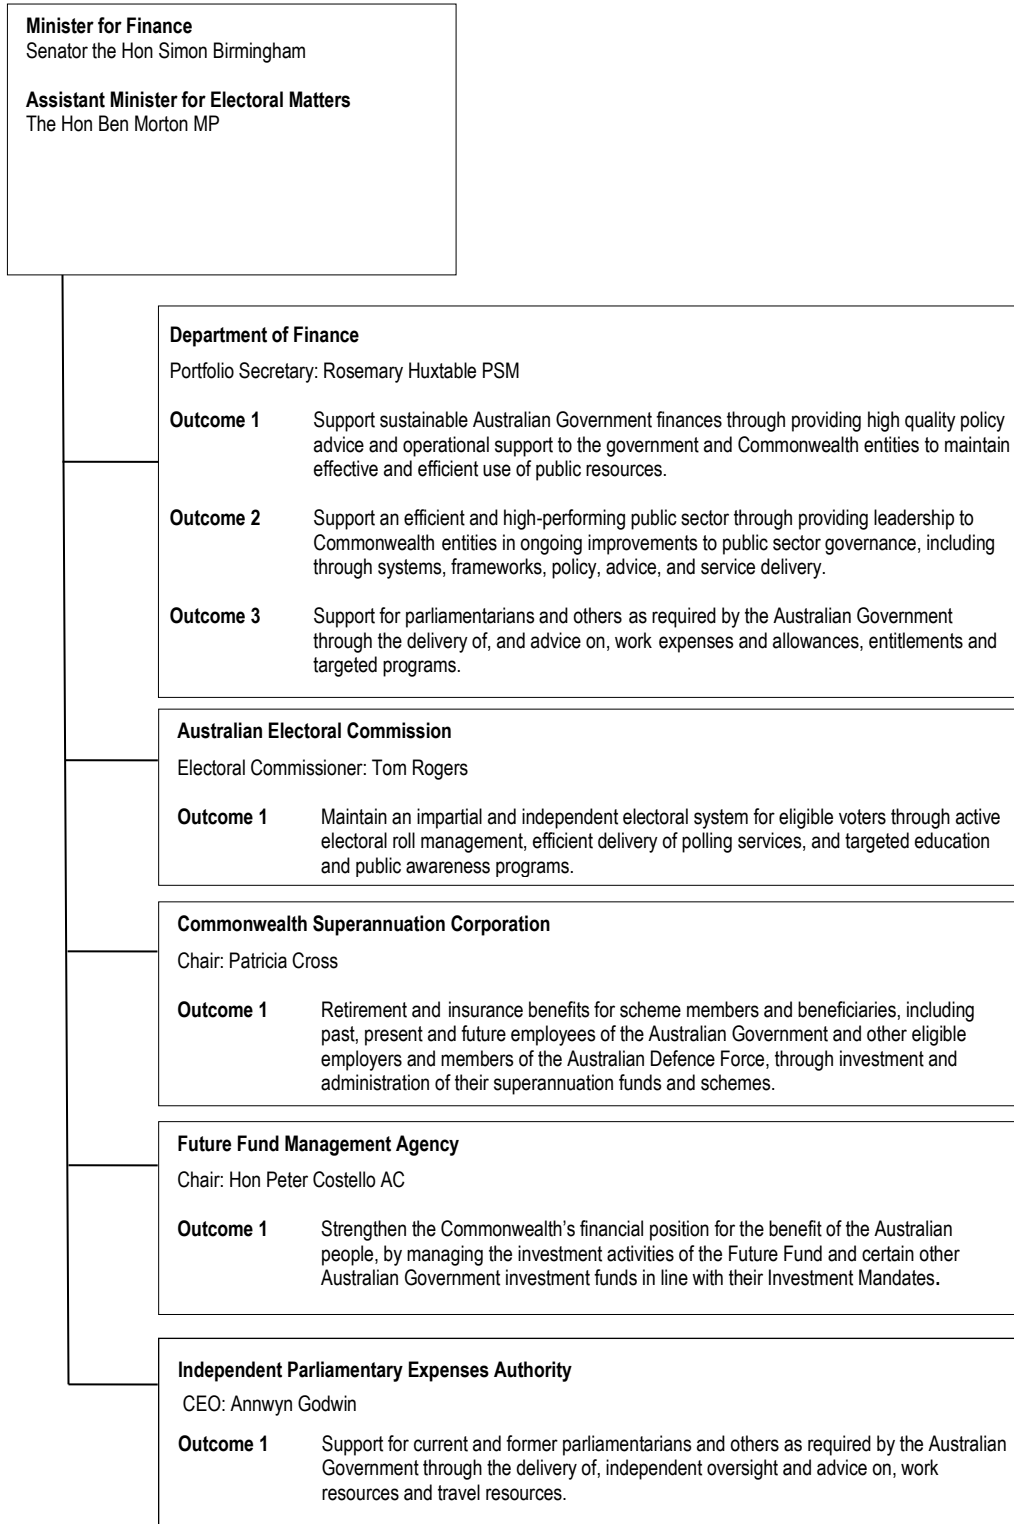 Minister for Finance
Senator the Hon Simon Birmingham
Assistant Minister for Electoral Matters
The Hon Ben Morton MP
Department of Finance
Portfolio Secretary: Rosemary Huxtable PSM
Outcome 1 Support sustainable Australian Government finances through providing high quality policy
advice and operational support to the government and Commonwealth entities to maintain
effective and efficient use of public resources.
Outcome 2 Support an efficient and high-performing public sector through providing leadership to
Commonwealth entities in ongoing improvements to public sector governance, including
through systems, frameworks, policy, advice, and service delivery.
Outcome 3 Support for parliamentarians and others as required by the Australian Government
through the delivery of, and advice on, work expenses and allowances, entitlements and
targeted programs.
Australian Electoral Commission
Electoral Commissioner: Tom Rogers
Outcome 1 Maintain an impartial and independent electoral system for eligible voters through active
electoral roll management, efficient delivery of polling services, and targeted education
and public awareness programs.
Commonwealth Superannuation Corporation
Chair: Patricia Cross
Outcome 1 Retirement and insurance benefits for scheme members and beneficiaries, including
past, present and future employees of the Australian Government and other eligible
employers and members of the Australian Defence Force, through investment and
administration of their superannuation funds and schemes.
Future Fund Management Agency
Chair: Hon Peter Costello AC
Outcome 1 Strengthen the Commonwealth’s financial position for the benefit of the Australian
people, by managing the investment activities of the Future Fund and certain other
Australian Government investment funds in line with their Investment Mandates.
Independent Parliamentary Expenses Authority
CEO: Annwyn Godwin
Outcome 1 Support for current and former parliamentarians and others as required by the Australian
Government through the delivery of, independent oversight and advice on, work
resources and travel resources.